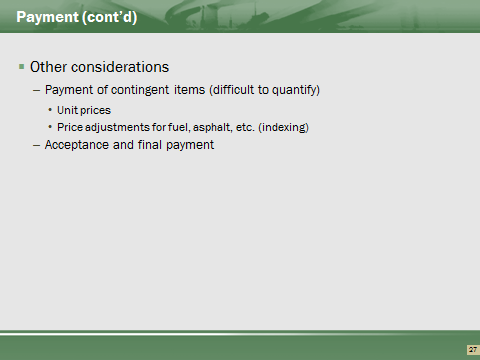 Payment (cont’d)
▪ Other considerations
– Payment of contingent items (difficult to quantify)
• Unit prices
• Price adjustments for fuel, asphalt, etc. (indexing)
– Acceptance and final payment
27